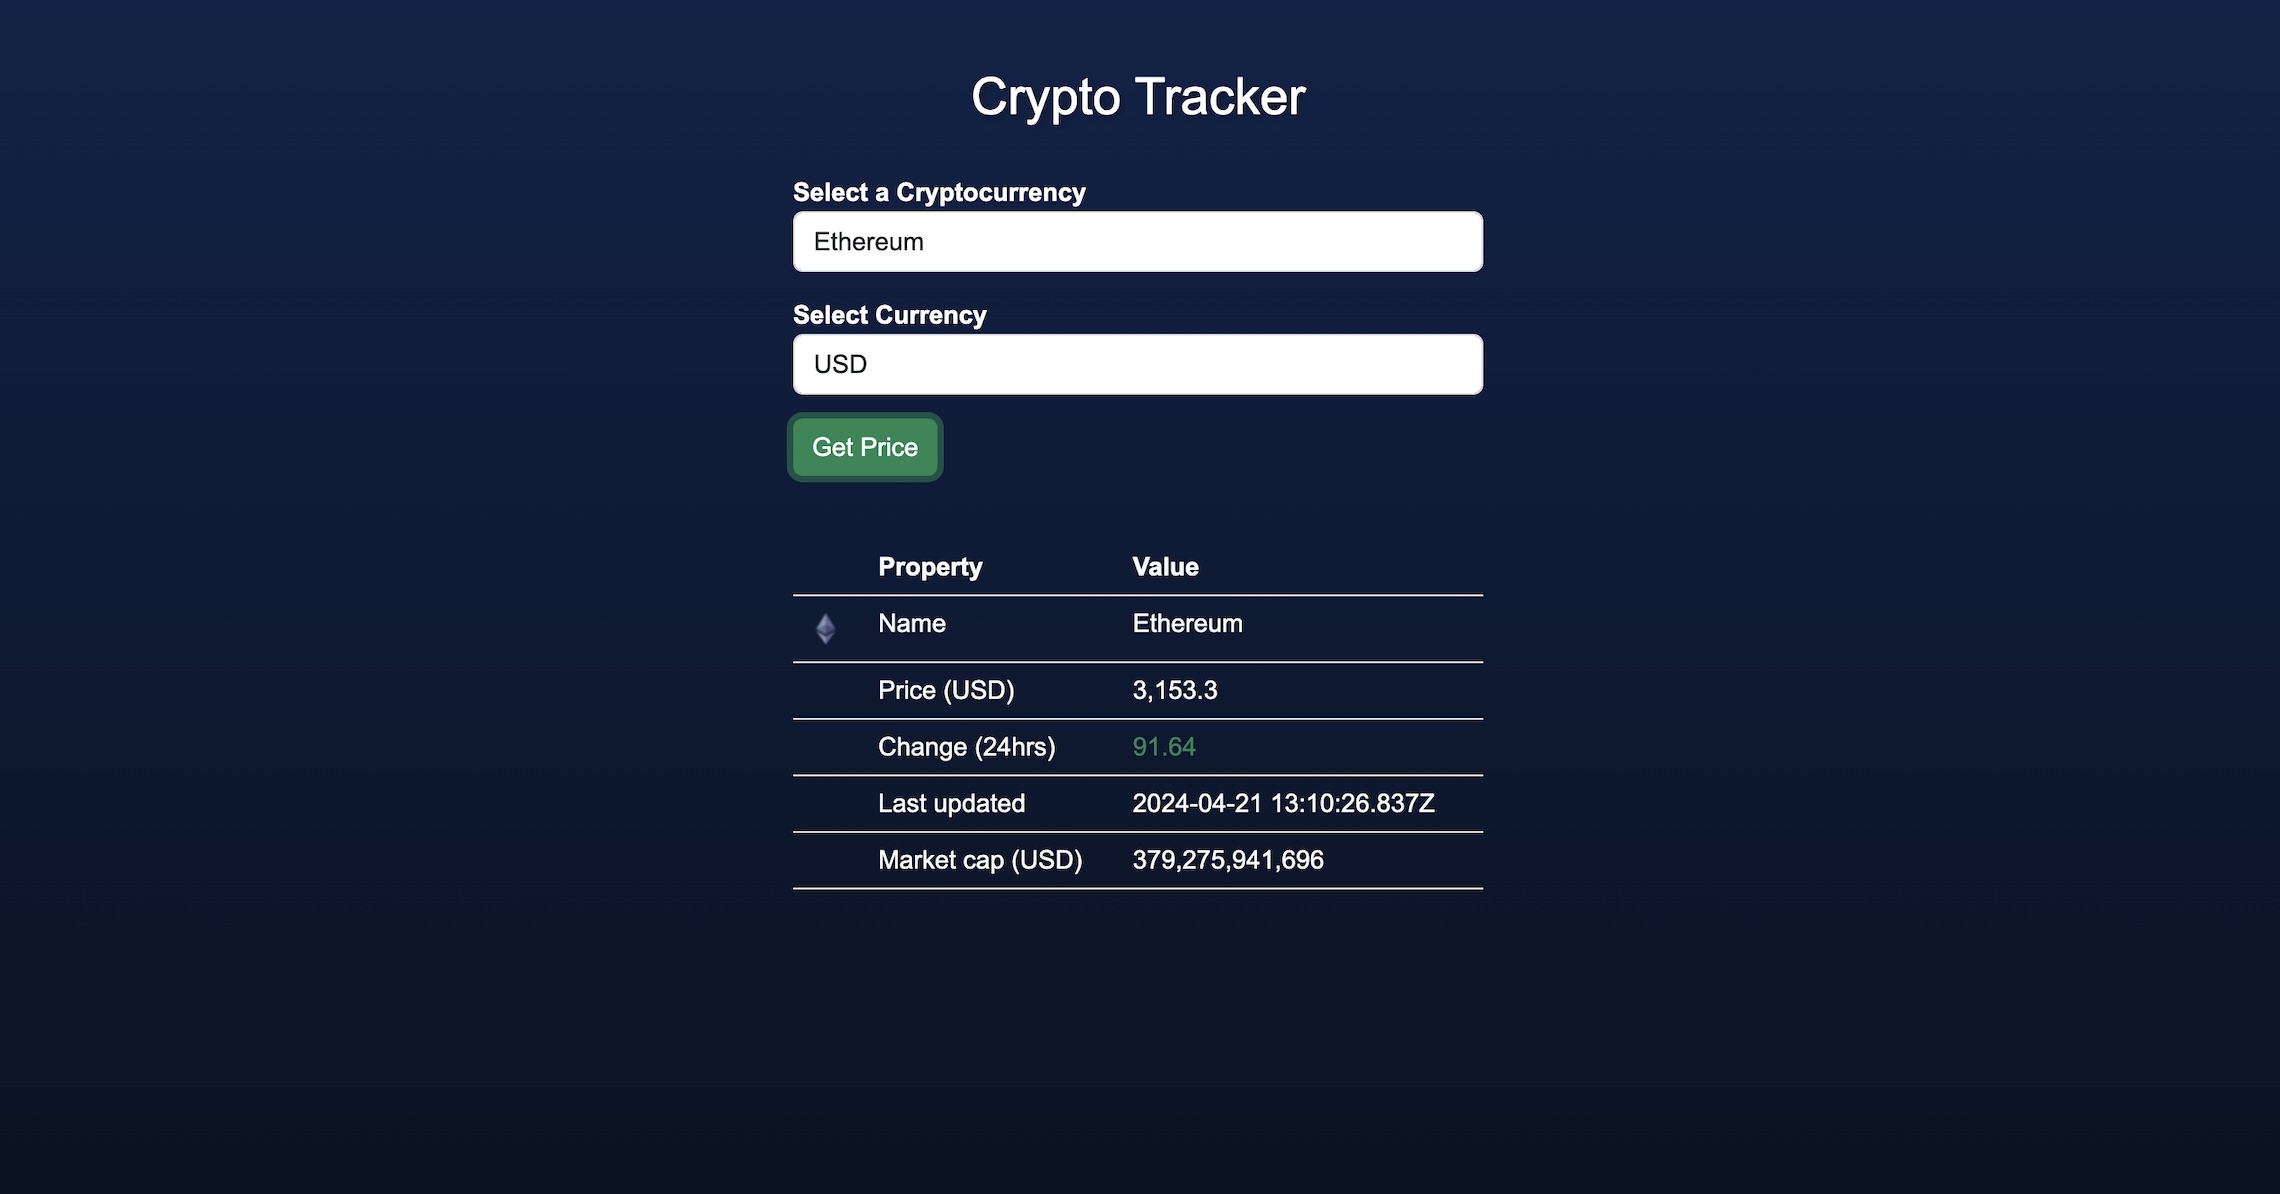 Crypto Tracker
Select a Cryptocurrency
Ethereum
Select Currency
USD
Get Price
Property Value
Name Ethereum
Price (USD) 3,153.3
Change (24hrs) 91.64
Last updated 2024-04-21 13:10:26.837Z
Market cap (USD) 379,275,941,696